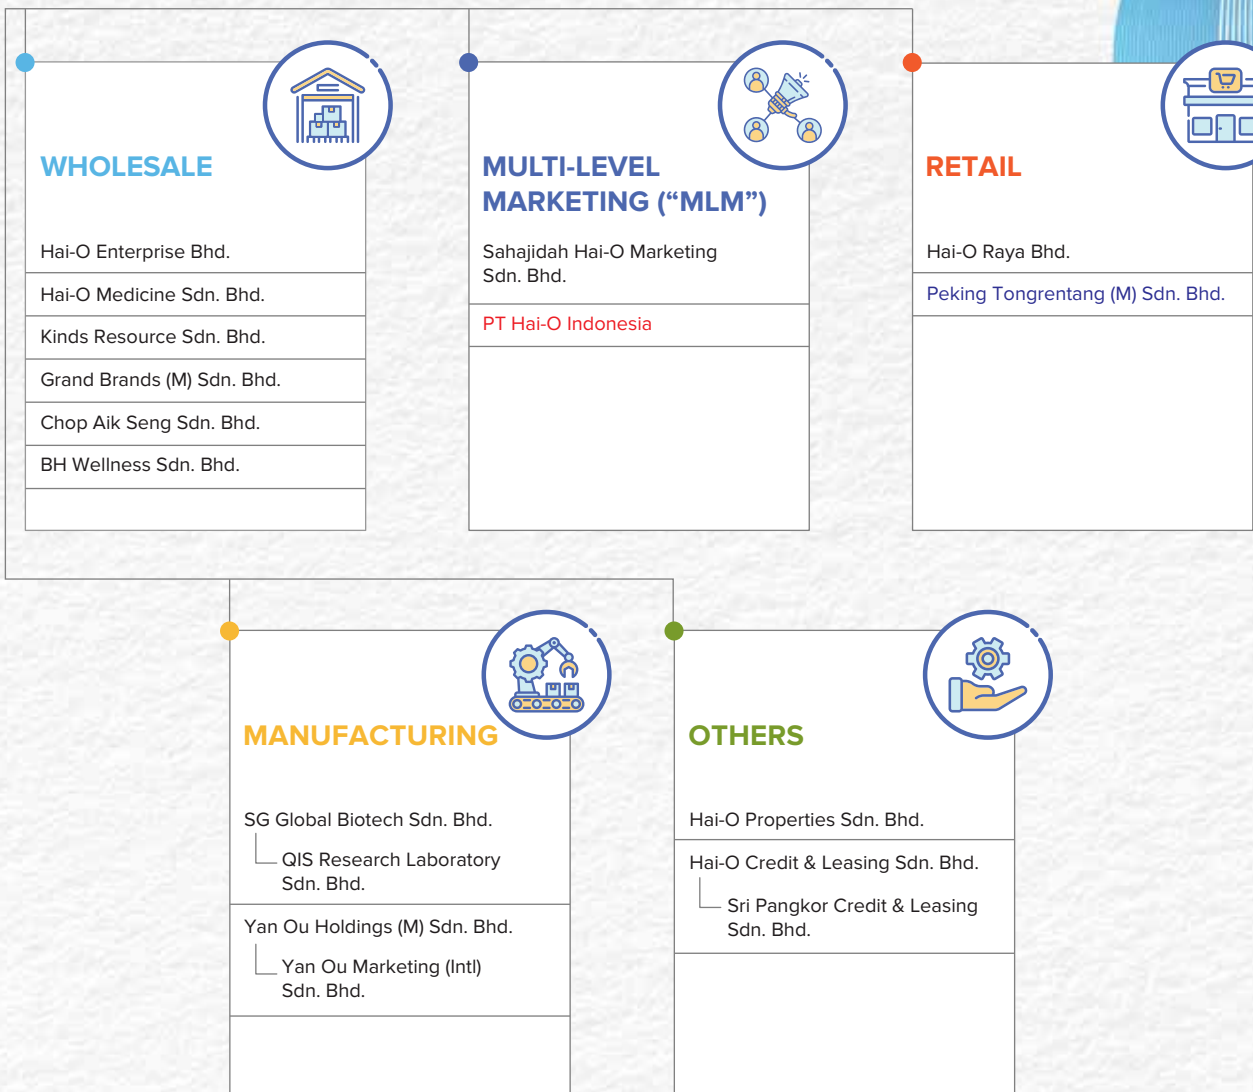 WHOLESALE
Hai-O Enterprise Bhd.
Hai-O Medicine Sdn. Bhd.
Kinds Resource Sdn. Bhd.
Grand Brands (M) Sdn. Bhd.
Chop Aik Seng Sdn. Bhd.
BH Wellness Sdn. Bhd.
MULTI-LEVEL
MARKETING (“MLM”)
Sahajidah Hai-O Marketing
Sdn. Bhd.
PT Hai-O Indonesia
RETAIL
Hai-O Raya Bhd.
Peking Tongrentang (M) Sdn. Bhd.
MANUFACTURING
SG Global Biotech Sdn. Bhd.
QIS Research Laboratory
Sdn. Bhd.
Yan Ou Holdings (M) Sdn. Bhd.
Yan Ou Marketing (Intl)
Sdn. Bhd.
OTHERS
Hai-O Properties Sdn. Bhd.
Hai-O Credit & Leasing Sdn. Bhd.
Sri Pangkor Credit & Leasing
Sdn. Bhd.